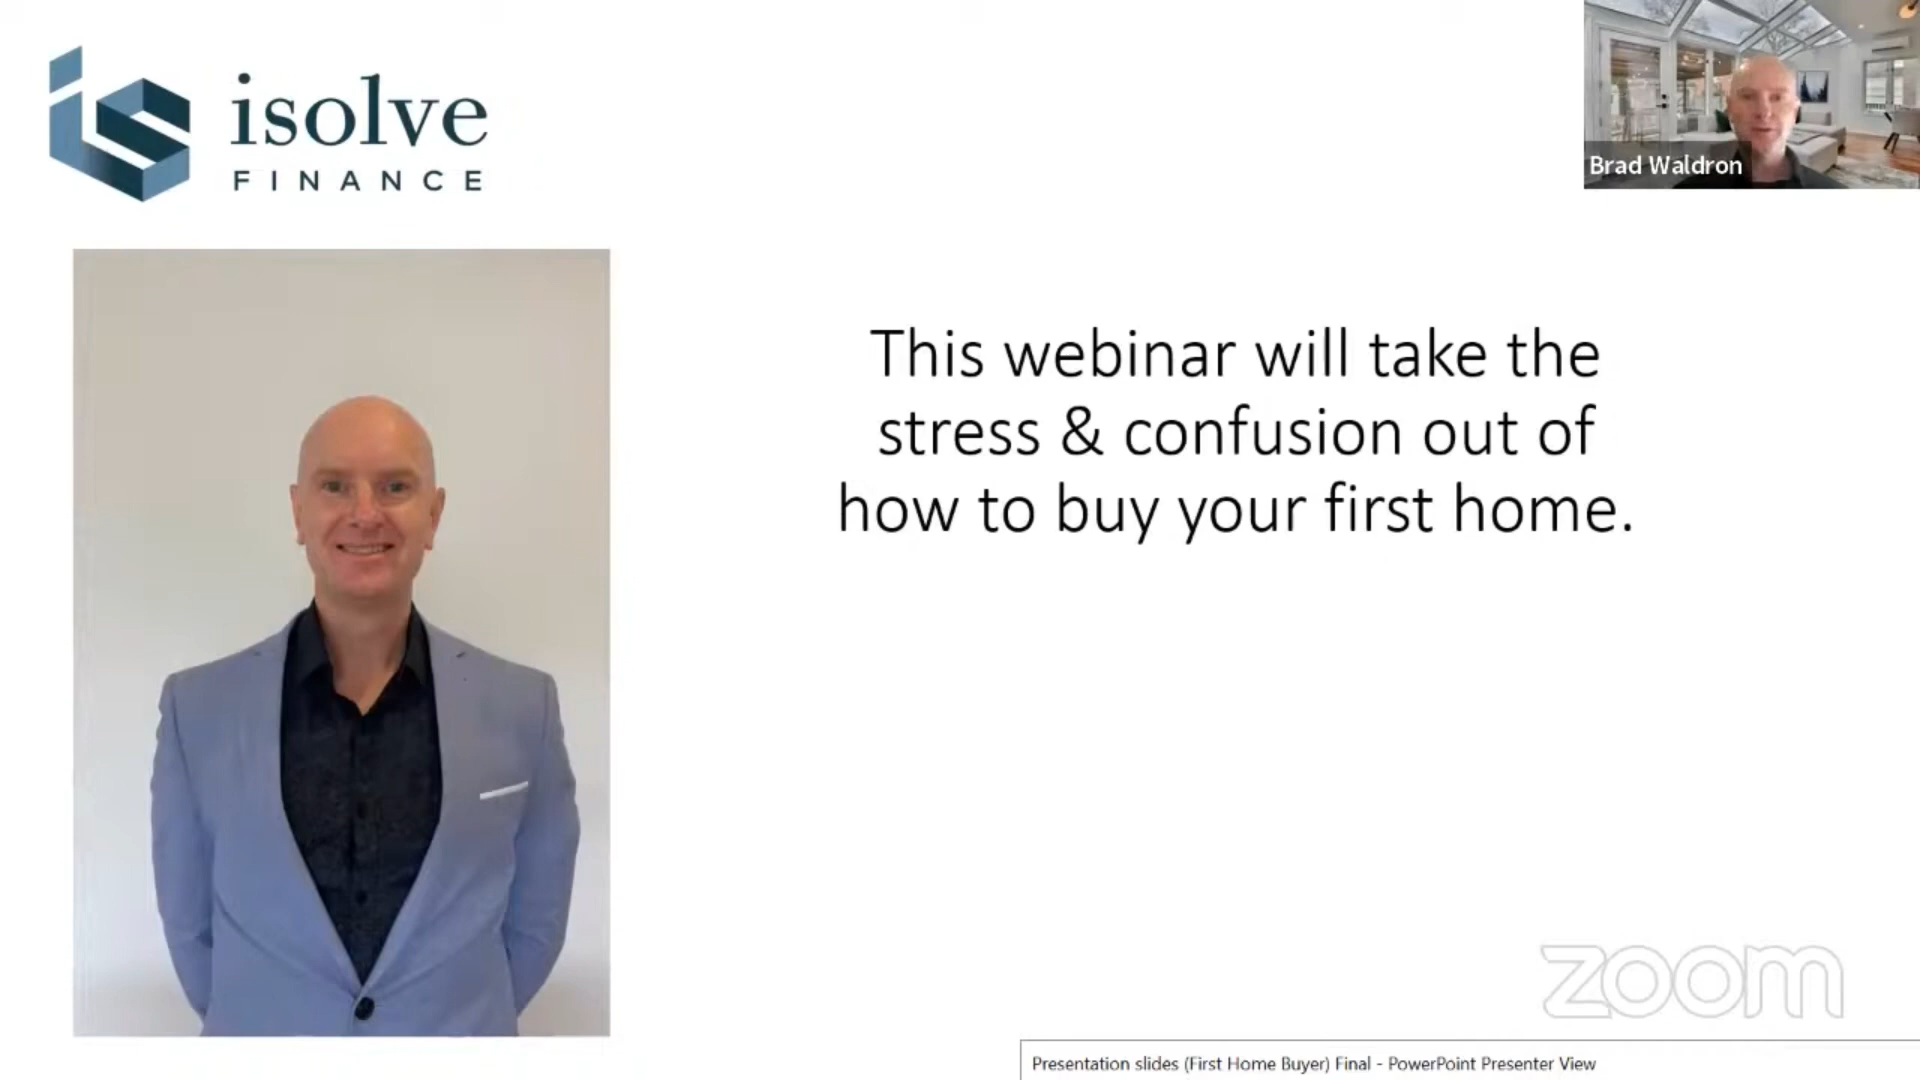 isolve
FINANCE
Brad Waldron
This webinar will take the
stress & confusion out of
how to buy your first home.
zoom
Presentation slides (First Home Buyer) Final - PowerPoint Presenter View